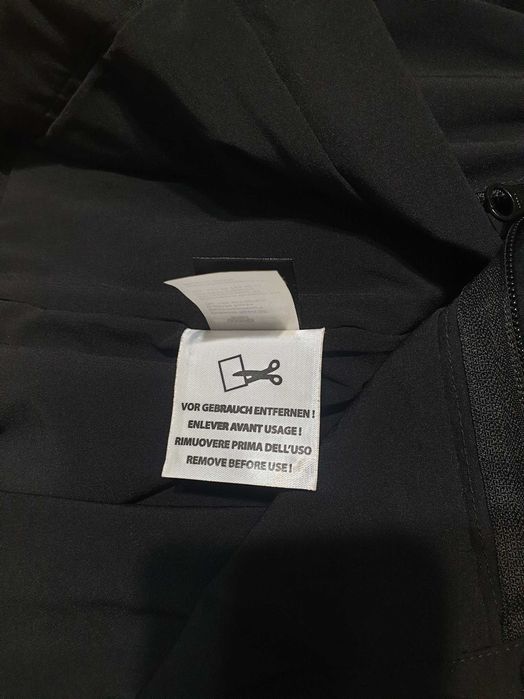 VOR GEBRAUCH ENTFERNEN !
ENLEVER AVANT USAGE !
RIMUOVERE PRIMA DELL'USO
REMOVE BEFORE USE !